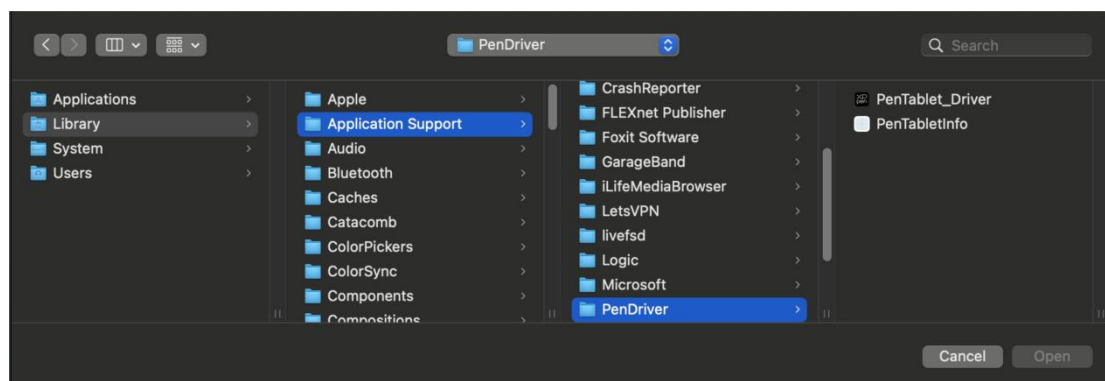 PenDriver
Search
Applications
Library
System
Users
Apple
Application Support
Audio
Bluetooth
Caches
Catacomb
ColorPickers
ColorSync
Components
Compositions
CrashReporter
FLEXnet Publisher
Foxit Software
GarageBand
iLifeMediaBrowser
LetsVPN
livefsd
Logic
Microsoft
PenDriver
PenTablet_Driver
PenTabletInfo
Cancel
Open